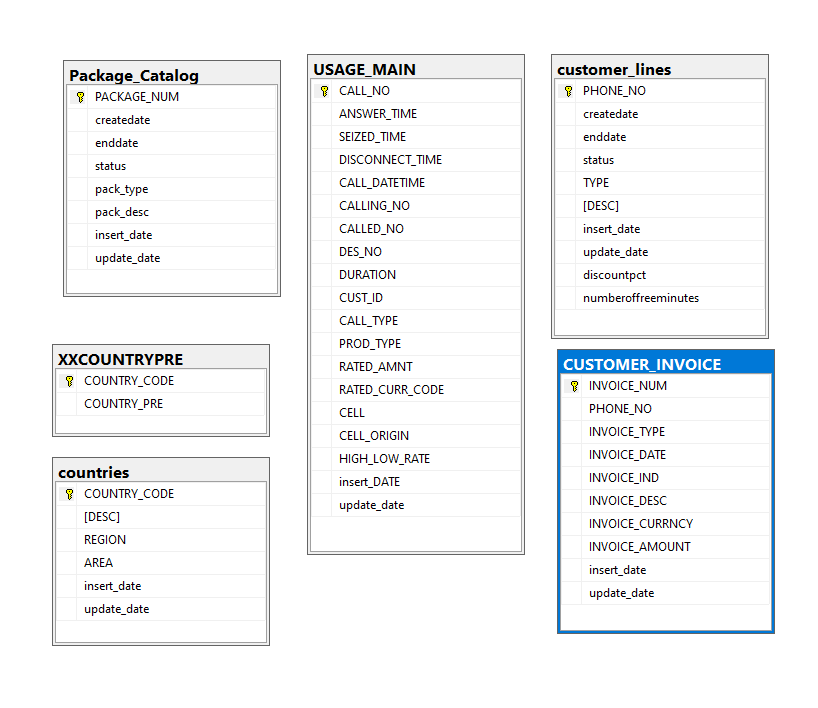 Package_Catalog
PACKAGE_NUM
createdate
enddate
status
pack_type
pack_desc
insert_date
update_date
USAGE_MAIN
CALL_NO
ANSWER_TIME
SEIZED_TIME
DISCONNECT_TIME
CALL_DATETIME
CALLING_NO
CALLED_NO
DES_NO
DURATION
CUST_ID
CALL_TYPE
PROD_TYPE
RATED_AMNT
RATED_CURR_CODE
CELL
CELL_ORIGIN
HIGH_LOW_RATE
insert_DATE
update_date
customer_lines
PHONE_NO
createdate
enddate
status
TYPE
[DESC]
insert_date
update_date
discountpct
numberoffreeminutes
XXCOUNTRYPRE
COUNTRY_CODE
COUNTRY_PRE
countries
COUNTRY_CODE
[DESC]
REGION
AREA
insert_date
update_date
CUSTOMER_INVOICE
INVOICE_NUM
PHONE_NO
INVOICE_TYPE
INVOICE_DATE
INVOICE_IND
INVOICE_DESC
INVOICE_CURRNCY
INVOICE_AMOUNT
insert_date
update_date